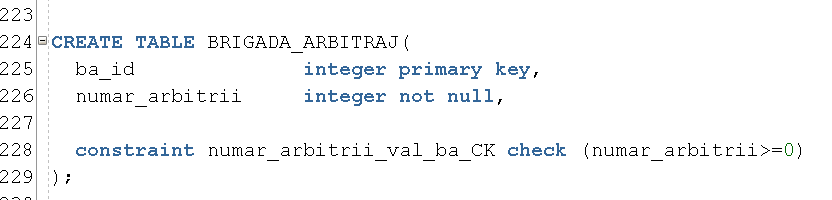 223
224 CREATE TABLE BRIGADA_ARBITRAJ(
225 ba_id integer primary key,
226 numar_arbitrii integer not null,
227
228 constraint numar_arbitrii_val_ba_CK check (numar_arbitrii>=0)
229 );